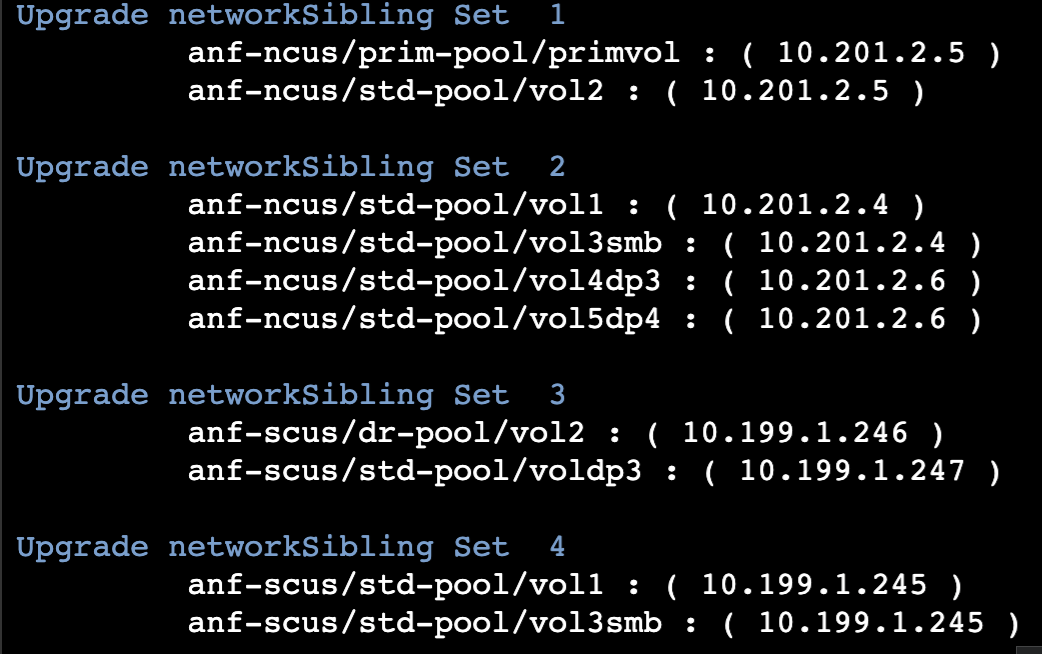 Upgrade networkSibling Set  1
anf-ncus/prim-pool/primvol : ( 10.201.2.5 )
anf-ncus/std-pool/vol2 : ( 10.201.2.5 )
Upgrade networkSibling Set  2
anf-ncus/std-pool/vol1 : ( 10.201.2.4 )
anf-ncus/std-pool/vol3smb : ( 10.201.2.4 )
anf-ncus/std-pool/vol4dp3 : ( 10.201.2.6 )
anf-ncus/std-pool/vol5dp4 : ( 10.201.2.6 )
Upgrade networkSibling Set  3
anf-scus/dr-pool/vol2 : ( 10.199.1.246 )
anf-scus/std-pool/voldp3 : ( 10.199.1.247 )
Upgrade networkSibling Set  4
anf-scus/std-pool/vol1 : ( 10.199.1.245 )
anf-scus/std-pool/vol3smb : ( 10.199.1.245 )